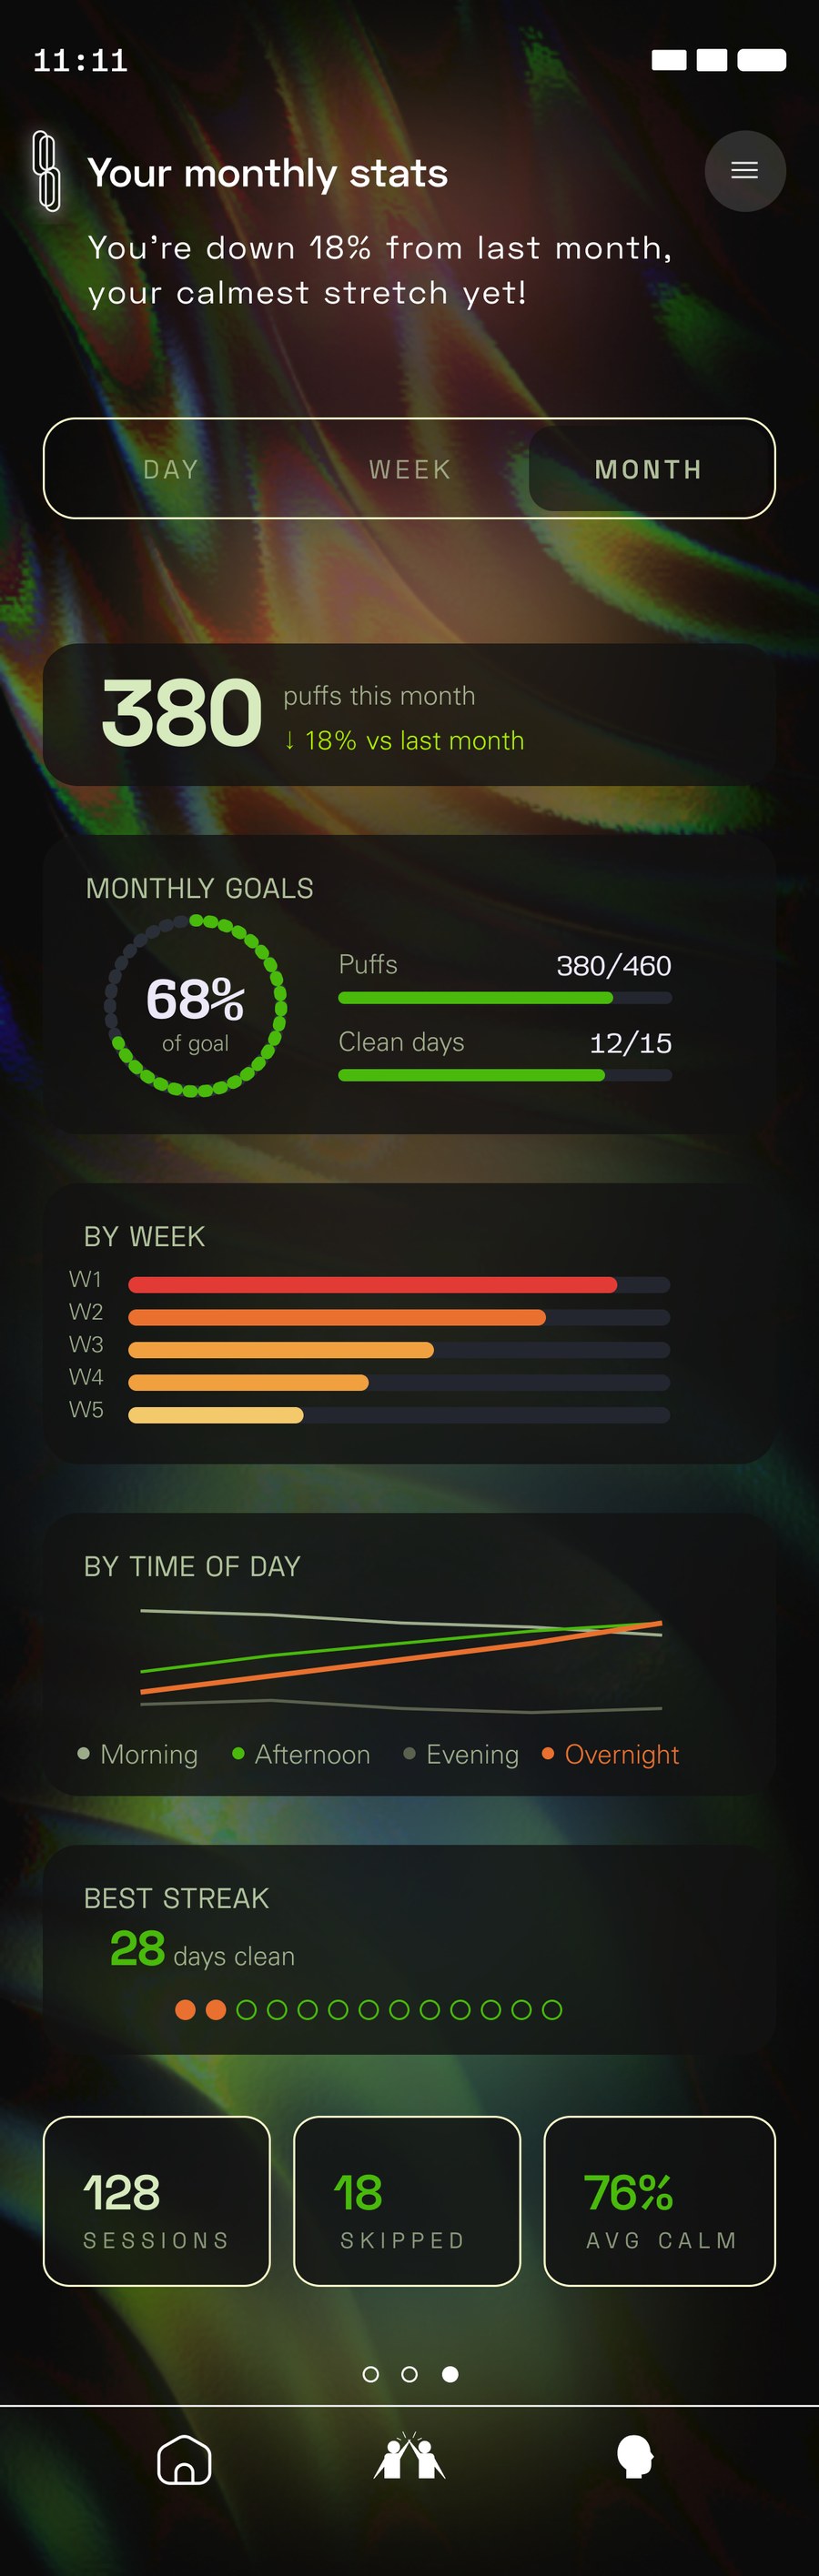 11:11
Your monthly stats
You're down 18% from last month,
your calmest stretch yet!
DAY WEEK MONTH
380 puffs this month
↓ 18% vs last month
MONTHLY GOALS
68%
of goal
Puffs 380/460
Clean days 12/15
BY WEEK
W1
W2
W3
W4
W5
BY TIME OF DAY
Morning Afternoon Evening Overnight
BEST STREAK
28 days clean
128 18 76%
SESSIONS SKIPPED AVG CALM